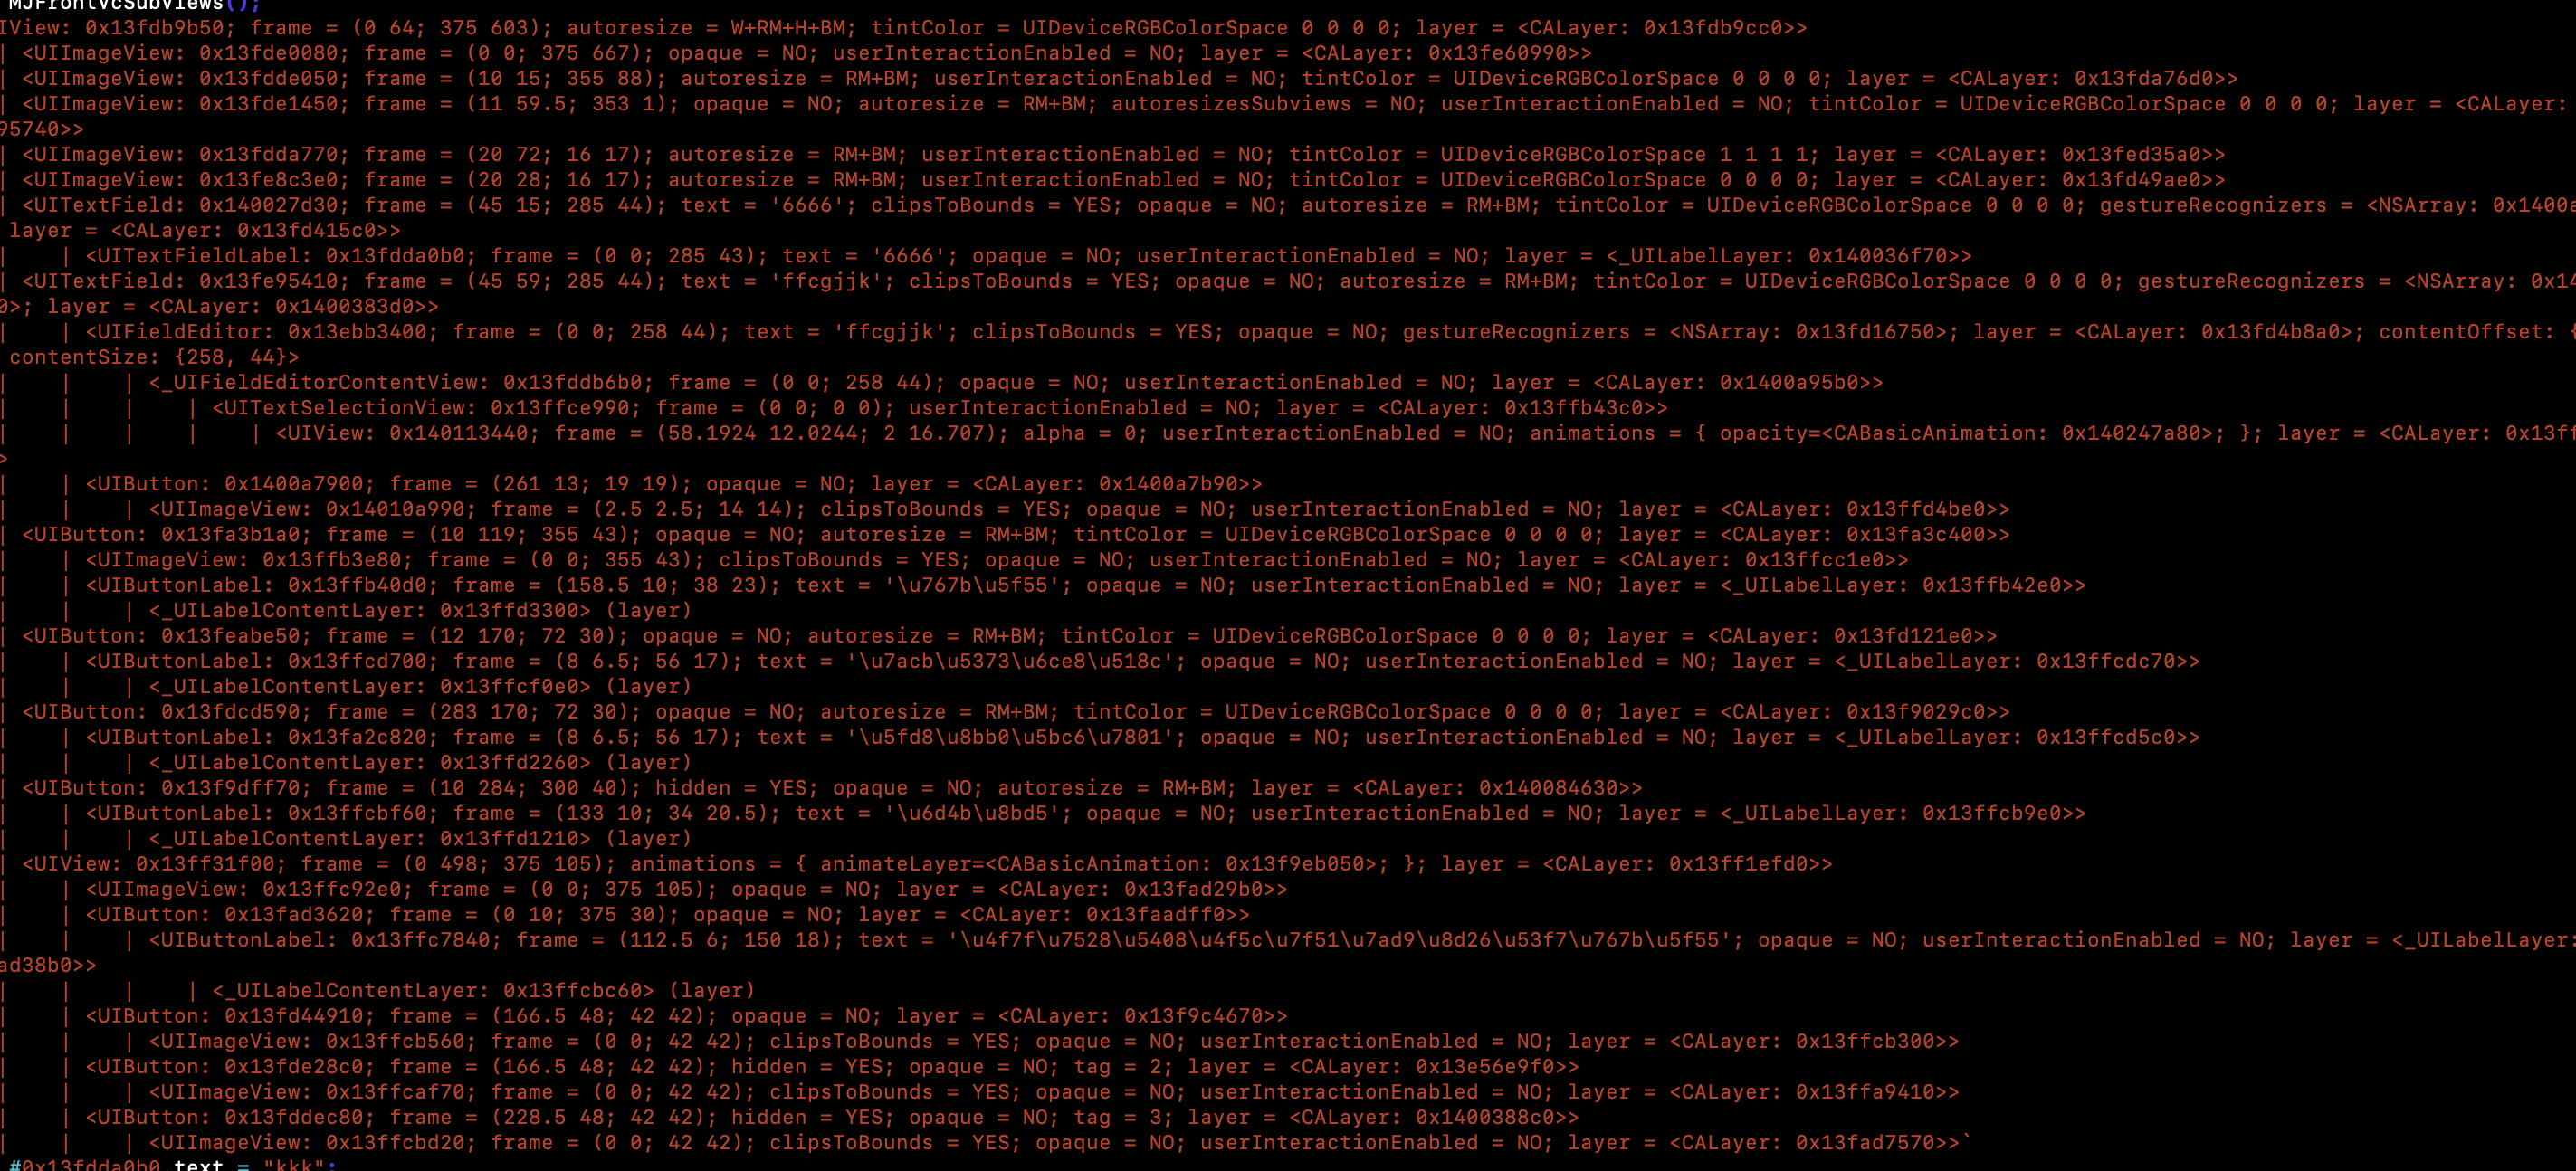 MJFrontVcSubViews();
IView: 0x13fdb9b50; frame = (0 64; 375 603); autoresize = W+RM+H+BM; tintColor = UIDeviceRGBColorSpace 0 0 0 0; layer = <CALayer: 0x13fdb9cc0>>
| <UIImageView: 0x13fde0080; frame = (0 0; 375 667); opaque = NO; userInteractionEnabled = NO; layer = <CALayer: 0x13fe60990>>
| <UIImageView: 0x13fdde050; frame = (10 15; 355 88); autoresize = RM+BM; userInteractionEnabled = NO; tintColor = UIDeviceRGBColorSpace 0 0 0 0; layer = <CALayer: 0x13fda76d0>>
| <UIImageView: 0x13fde1450; frame = (11 59.5; 353 1); opaque = NO; autoresize = RM+BM; autoresizesSubviews = NO; userInteractionEnabled = NO; tintColor = UIDeviceRGBColorSpace 0 0 0 0; layer = <CALayer:
95740>>
| <UIImageView: 0x13fdda770; frame = (20 72; 16 17); autoresize = RM+BM; userInteractionEnabled = NO; tintColor = UIDeviceRGBColorSpace 1 1 1 1; layer = <CALayer: 0x13fed35a0>>
| <UIImageView: 0x13fe8c3e0; frame = (20 28; 16 17); autoresize = RM+BM; userInteractionEnabled = NO; tintColor = UIDeviceRGBColorSpace 0 0 0 0; layer = <CALayer: 0x13fd49ae0>>
| <UITextField: 0x140027d30; frame = (45 15; 285 44); text = '6666'; clipsToBounds = YES; opaque = NO; autoresize = RM+BM; tintColor = UIDeviceRGBColorSpace 0 0 0 0; gestureRecognizers = <NSArray: 0x1400a
layer = <CALayer: 0x13fd415c0>>
|    | <UITextFieldLabel: 0x13fdda0b0; frame = (0 0; 285 43); text = '6666'; opaque = NO; userInteractionEnabled = NO; layer = <_UILabelLayer: 0x140036f70>>
| <UITextField: 0x13fe95410; frame = (45 59; 285 44); text = 'ffcgjjk'; clipsToBounds = YES; opaque = NO; autoresize = RM+BM; tintColor = UIDeviceRGBColorSpace 0 0 0 0; gestureRecognizers = <NSArray: 0x14
0>; layer = <CALayer: 0x1400383d0>>
|    | <UIFieldEditor: 0x13ebb3400; frame = (0 0; 258 44); text = 'ffcgjjk'; clipsToBounds = YES; opaque = NO; gestureRecognizers = <NSArray: 0x13fd16750>; layer = <CALayer: 0x13fd4b8a0>; contentOffset: {
contentSize: {258, 44}>
|    |    | <_UIFieldEditorContentView: 0x13fddb6b0; frame = (0 0; 258 44); opaque = NO; userInteractionEnabled = NO; layer = <CALayer: 0x1400a95b0>>
|    |    |    | <UITextSelectionView: 0x13ffce990; frame = (0 0; 0 0); userInteractionEnabled = NO; layer = <CALayer: 0x13ffb43c0>>
|    |    |    |    | <UIView: 0x140113440; frame = (58.1924 12.0244; 2 16.707); alpha = 0; userInteractionEnabled = NO; animations = { opacity=<CABasicAnimation: 0x140247a80>; }; layer = <CALayer: 0x13ff
>
|    | <UIButton: 0x1400a7900; frame = (261 13; 19 19); opaque = NO; layer = <CALayer: 0x1400a7b90>>
|    |    | <UIImageView: 0x14010a990; frame = (2.5 2.5; 14 14); clipsToBounds = YES; opaque = NO; userInteractionEnabled = NO; layer = <CALayer: 0x13ffd4be0>>
| <UIButton: 0x13fa3b1a0; frame = (10 119; 355 43); opaque = NO; autoresize = RM+BM; tintColor = UIDeviceRGBColorSpace 0 0 0 0; layer = <CALayer: 0x13fa3c400>>
|    | <UIImageView: 0x13ffb3e80; frame = (0 0; 355 43); clipsToBounds = YES; opaque = NO; userInteractionEnabled = NO; layer = <CALayer: 0x13ffcc1e0>>
|    | <UIButtonLabel: 0x13ffb40d0; frame = (158.5 10; 38 23); text = '\u767b\u5f55'; opaque = NO; userInteractionEnabled = NO; layer = <_UILabelLayer: 0x13ffb42e0>>
|    |    | <_UILabelContentLayer: 0x13ffd3300> (layer)
| <UIButton: 0x13feabe50; frame = (12 170; 72 30); opaque = NO; autoresize = RM+BM; tintColor = UIDeviceRGBColorSpace 0 0 0 0; layer = <CALayer: 0x13fd121e0>>
|    | <UIButtonLabel: 0x13ffcd700; frame = (8 6.5; 56 17); text = '\u7acb\u5373\u6ce8\u518c'; opaque = NO; userInteractionEnabled = NO; layer = <_UILabelLayer: 0x13ffcdc70>>
|    |    | <_UILabelContentLayer: 0x13ffcf0e0> (layer)
| <UIButton: 0x13fdcd590; frame = (283 170; 72 30); opaque = NO; autoresize = RM+BM; tintColor = UIDeviceRGBColorSpace 0 0 0 0; layer = <CALayer: 0x13f9029c0>>
|    | <UIButtonLabel: 0x13fa2c820; frame = (8 6.5; 56 17); text = '\u5fd8\u8bb0\u5bc6\u7801'; opaque = NO; userInteractionEnabled = NO; layer = <_UILabelLayer: 0x13ffcd5c0>>
|    |    | <_UILabelContentLayer: 0x13ffd2260> (layer)
| <UIButton: 0x13f9dff70; frame = (10 284; 300 40); hidden = YES; opaque = NO; autoresize = RM+BM; layer = <CALayer: 0x140084630>>
|    | <UIButtonLabel: 0x13ffcbf60; frame = (133 10; 34 20.5); text = '\u6d4b\u8bd5'; opaque = NO; userInteractionEnabled = NO; layer = <_UILabelLayer: 0x13ffcb9e0>>
|    |    | <_UILabelContentLayer: 0x13ffd1210> (layer)
| <UIView: 0x13ff31f00; frame = (0 498; 375 105); animations = { animateLayer=<CABasicAnimation: 0x13f9eb050>; }; layer = <CALayer: 0x13ff1efd0>>
|    | <UIImageView: 0x13ffc92e0; frame = (0 0; 375 105); opaque = NO; layer = <CALayer: 0x13fad29b0>>
|    | <UIButton: 0x13fad3620; frame = (0 10; 375 30); opaque = NO; layer = <CALayer: 0x13faadff0>>
|    |    | <UIButtonLabel: 0x13ffc7840; frame = (112.5 6; 150 18); text = '\u4f7f\u7528\u5408\u4f5c\u7f51\u7ad9\u8d26\u53f7\u767b\u5f55'; opaque = NO; userInteractionEnabled = NO; layer = <_UILabelLayer:
ad38b0>>
|    |    |    | <_UILabelContentLayer: 0x13ffcbc60> (layer)
|    | <UIButton: 0x13fd44910; frame = (166.5 48; 42 42); opaque = NO; layer = <CALayer: 0x13f9c4670>>
|    |    | <UIImageView: 0x13ffcb560; frame = (0 0; 42 42); clipsToBounds = YES; opaque = NO; userInteractionEnabled = NO; layer = <CALayer: 0x13ffcb300>>
|    | <UIButton: 0x13fde28c0; frame = (166.5 48; 42 42); hidden = YES; opaque = NO; tag = 2; layer = <CALayer: 0x13e56e9f0>>
|    |    | <UIImageView: 0x13ffcaf70; frame = (0 0; 42 42); clipsToBounds = YES; opaque = NO; userInteractionEnabled = NO; layer = <CALayer: 0x13ffa9410>>
|    | <UIButton: 0x13fddec80; frame = (228.5 48; 42 42); hidden = YES; opaque = NO; tag = 3; layer = <CALayer: 0x1400388c0>>
|    |    | <UIImageView: 0x13ffcbd20; frame = (0 0; 42 42); clipsToBounds = YES; opaque = NO; userInteractionEnabled = NO; layer = <CALayer: 0x13fad7570>>`
#0x13fdda0b0.text = "kkk";